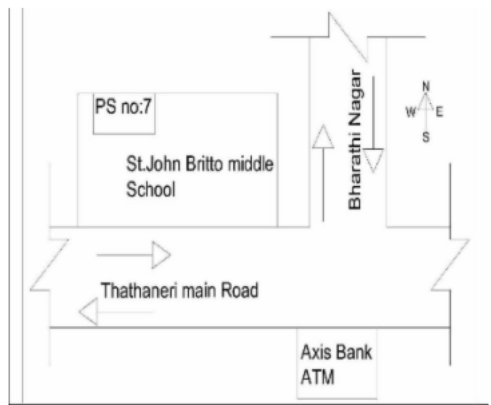 PS no:7
St.John Britto middle
School
Bharathi Nagar
N
W E
S
Thathaneri main Road
Axis Bank
ATM